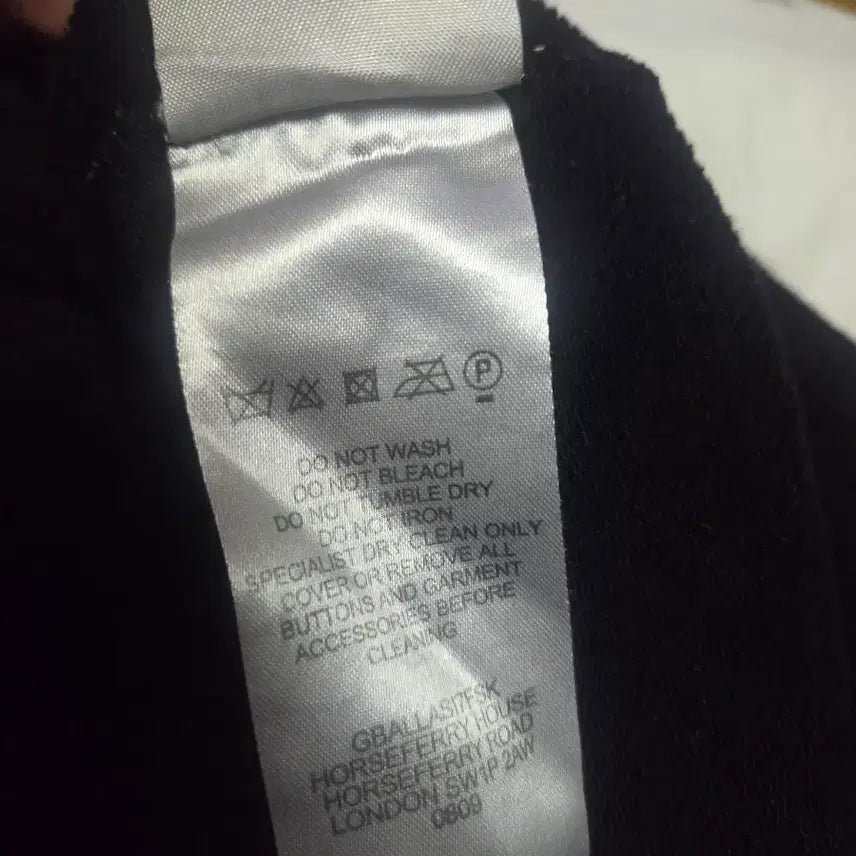 P
DO NOT WASH
DO NOT BLEACH
DO NOT TUMBLE DRY
DO NOT IRON
SPECIALIST DRY CLEAN ONLY
COVER OR REMOVE ALL
BUTTONS AND GARMENT
ACCESSORIES BEFORE
CLEANING
GBALLASI7FSK
HORSEFERRY HOUSE
HORSEFERRY ROAD
LONDON SW1P 2AW
0809